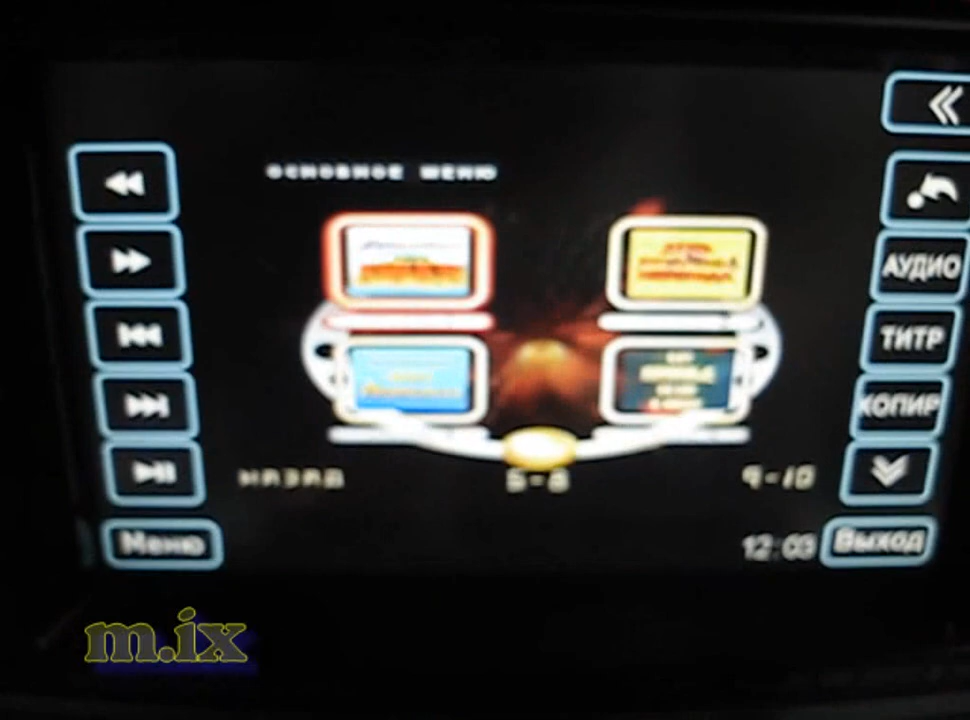 ОСНОВНОЕ МЕНЮ
АУДИО
ТИТР
КОПИР
НАЗАД 5-8 9-10
Меню 12:03 Выход
m.ix